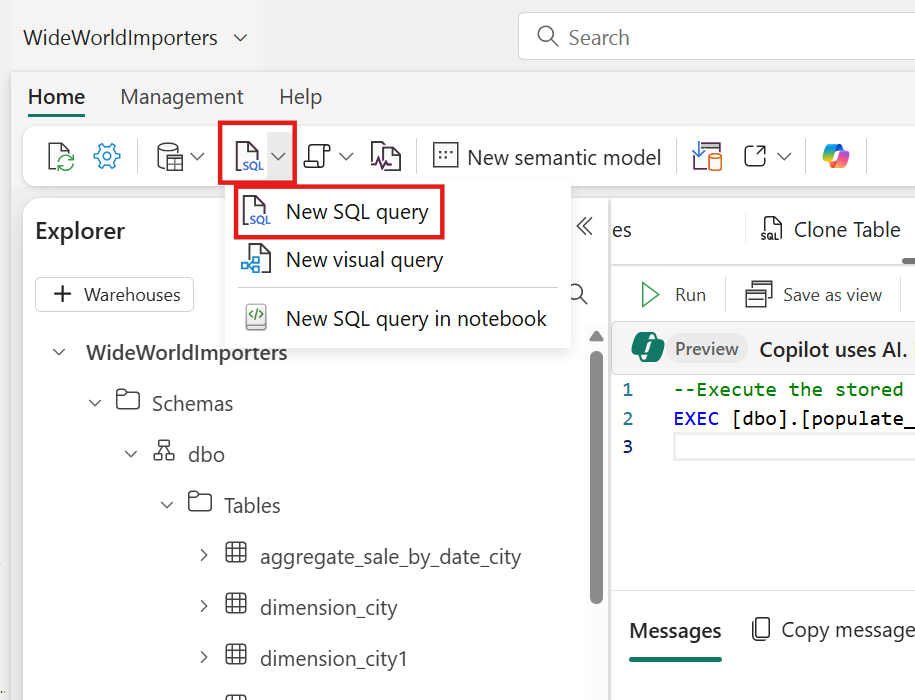 WideWorldImporters
Search
Home Management Help
SQL
New semantic model
SQL New SQL query
New visual query
New SQL query in notebook
Explorer
Warehouses
WideWorldImporters
Schemas
dbo
Tables
aggregate_sale_by_date_city
dimension_city
dimension_city1
es
SQL Clone Table
Run Save as view
Preview Copilot uses AI.
1 --Execute the stored
2 EXEC [dbo].[populate_
3
Messages Copy message